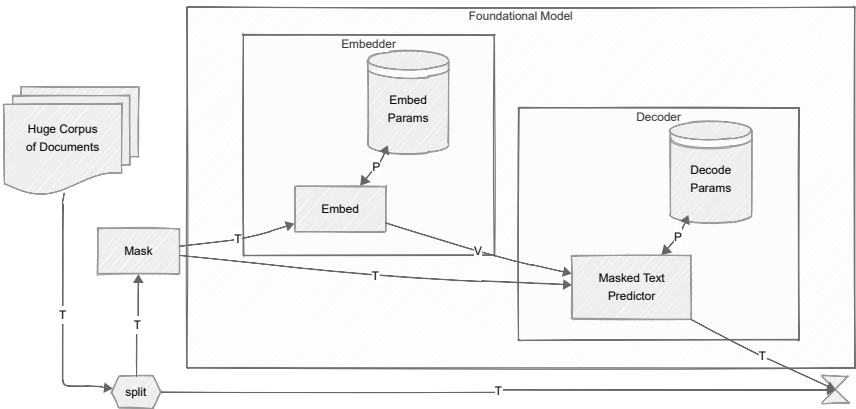 Foundational Model
Embedder
Embed
Params
Huge Corpus
of Documents
Decoder
Decode
Params
P
Embed
P
T
Mask
V
T
Masked Text
Predictor
T
T
T
split
T